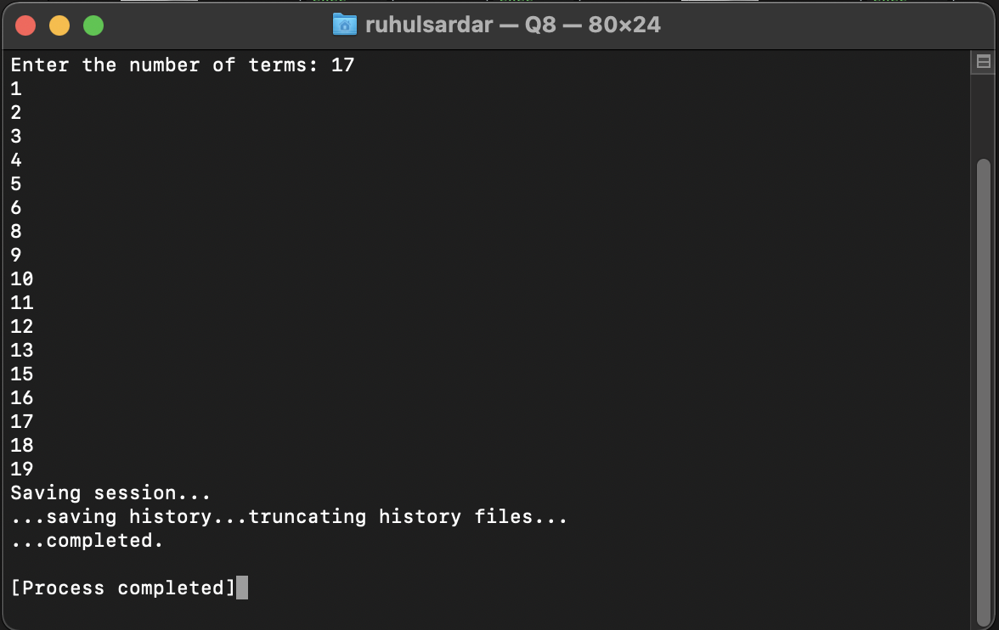 ruhulsardar — Q8 — 80×24
Enter the number of terms: 17
1
2
3
4
5
6
8
9
10
11
12
13
15
16
17
18
19
Saving session...
...saving history...truncating history files...
...completed.
[Process completed]